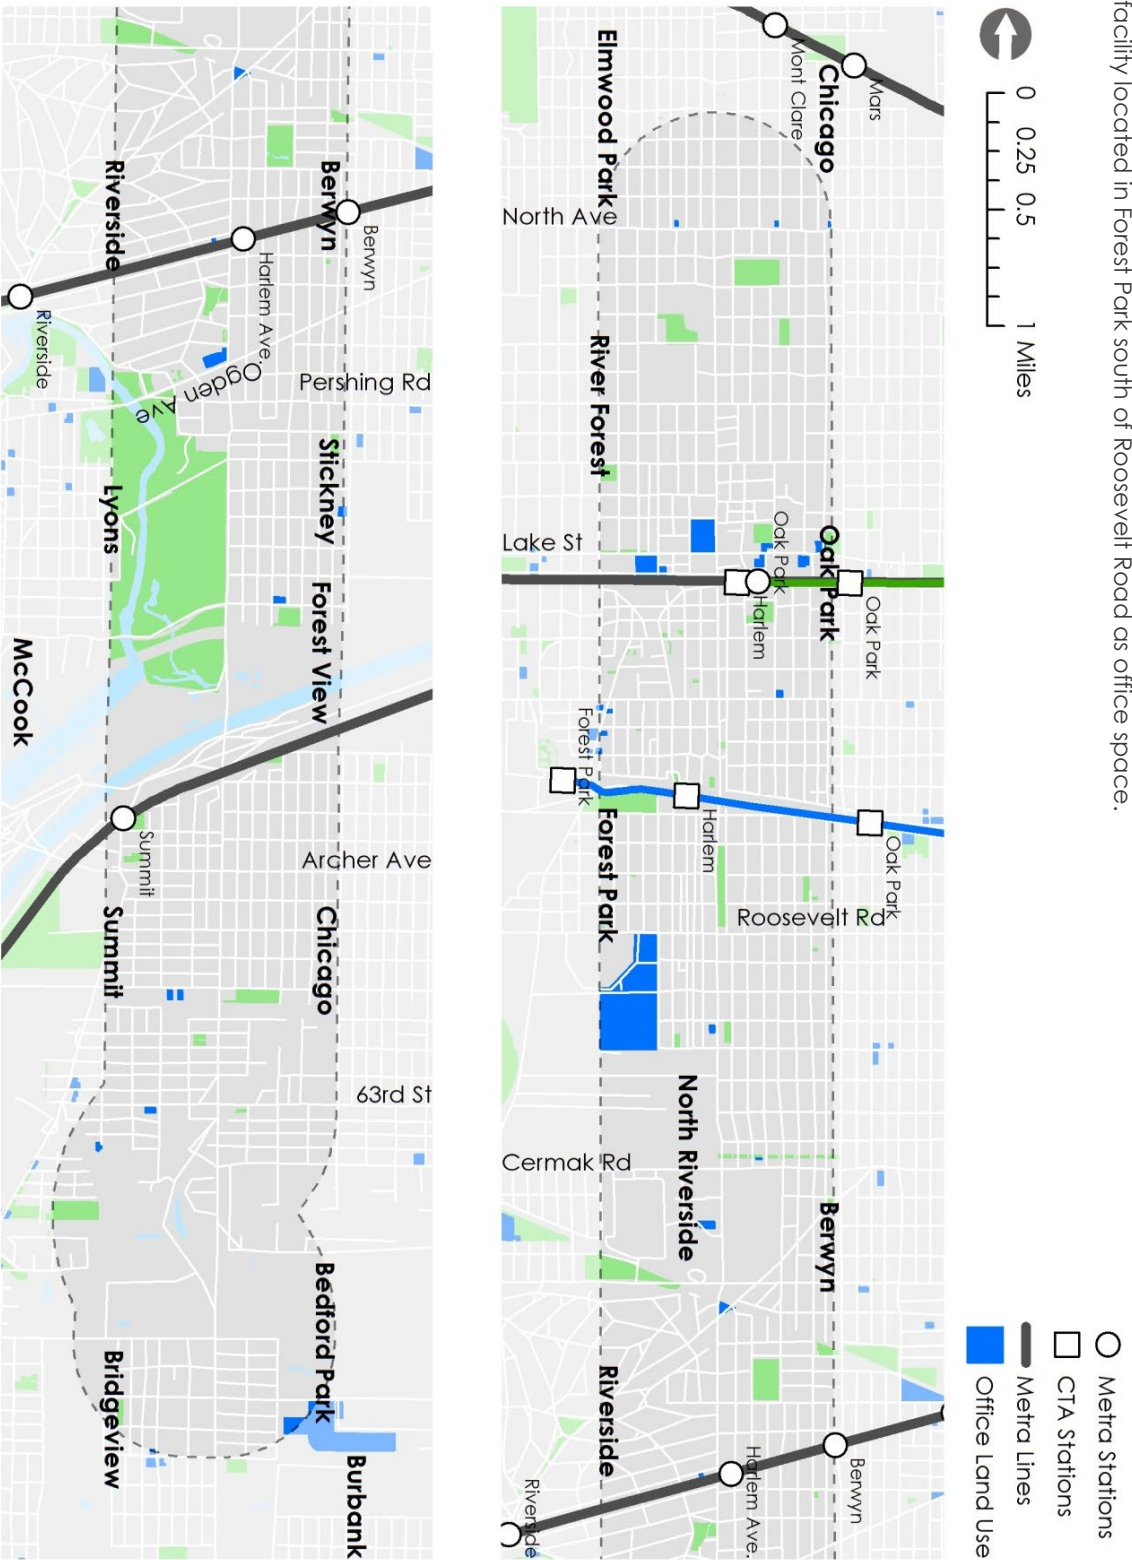 facility located in Forest Park south of Roosevelt Road as office space.
0 0.25 0.5 1 Miles
Metra Stations
CTA Stations
Metra Lines
Office Land Use
Mars
Mont Clare
Chicago
Elmwood Park
North Ave
River Forest
Lake St
Oak Park
Oak Park
Harlem
Oak Park
Forest Park
Harlem
Oak Park
Forest Park
Roosevelt Rd
North Riverside
Cermak Rd
Berwyn
Riverside
Berwyn
Harlem Ave.
Riverside
Berwyn
Riverside
Berwyn
Harlem Ave.
Riverside
Ogden Ave
Pershing Rd
Stickney
Lyons
Forest View
McCook
Summit
Archer Ave
Summit
Chicago
63rd St
Bedford Park
Bridgeview
Burbank